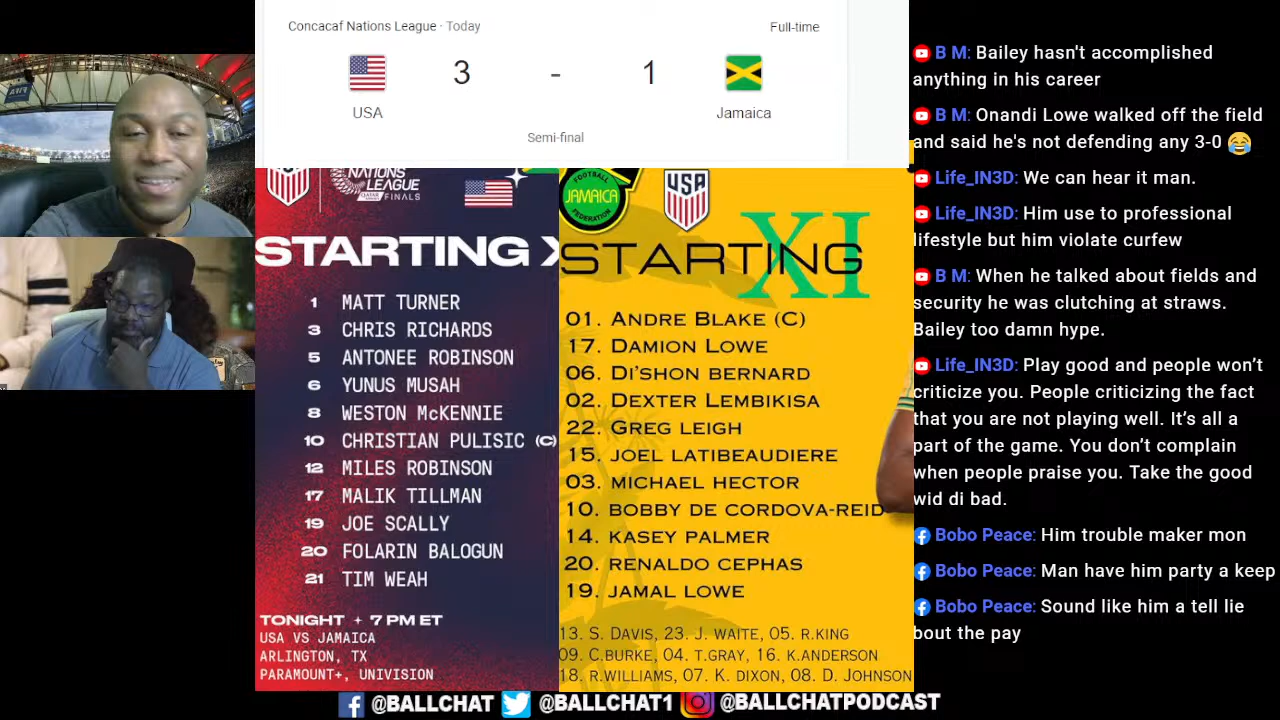 Concacaf Nations League · Today
Full-time
3 - 1
USA
Jamaica
Semi-final
NATIONS
LEAGUE
FINALS
STARTING X
1 MATT TURNER
3 CHRIS RICHARDS
5 ANTONEE ROBINSON
6 YUNUS MUSAH
8 WESTON McKENNIE
10 CHRISTIAN PULISIC (C)
12 MILES ROBINSON
17 MALIK TILLMAN
19 JOE SCALLY
20 FOLARIN BALOGUN
21 TIM WEAH
TONIGHT + 7 PM ET
USA VS JAMAICA
ARLINGTON, TX
PARAMOUNT+, UNIVISION
FOOTBALL
JAMAICA
FEDERATION
USA
STARTING
XI
01. ANDRE BLAKE (C)
17. DAMION LOWE
06. DI'SHON BERNARD
02. DEXTER LEMBIKISA
22. GREG LEIGH
15. JOEL LATIBEAUDIERE
03. MICHAEL HECTOR
10. BOBBY DE CORDOVA-REID
14. KASEY PALMER
20. RENALDO CEPHAS
19. JAMAL LOWE
13. S. DAVIS, 23. J. WAITE, 05. R.KING
09. C.BURKE, 04. T.GRAY, 16. K.ANDERSON
18. R.WILLIAMS, 07. K. DIXON, 08. D. JOHNSON
B M: Bailey hasn't accomplished
anything in his career
B M: Onandi Lowe walked off the field
and said he's not defending any 3-0 😂
Life_IN3D: We can hear it man.
Life_IN3D: Him use to professional
lifestyle but him violate curfew
B M: When he talked about fields and
security he was clutching at straws.
Bailey too damn hype.
Life_IN3D: Play good and people won't
criticize you. People criticizing the fact
that you are not playing well. It's all a
part of the game. You don't complain
when people praise you. Take the good
wid di bad.
Bobo Peace: Him trouble maker mon
Bobo Peace: Man have him party a keep
Bobo Peace: Sound like him a tell lie
bout the pay
@BALLCHAT @BALLCHAT1 @BALLCHATPODCAST